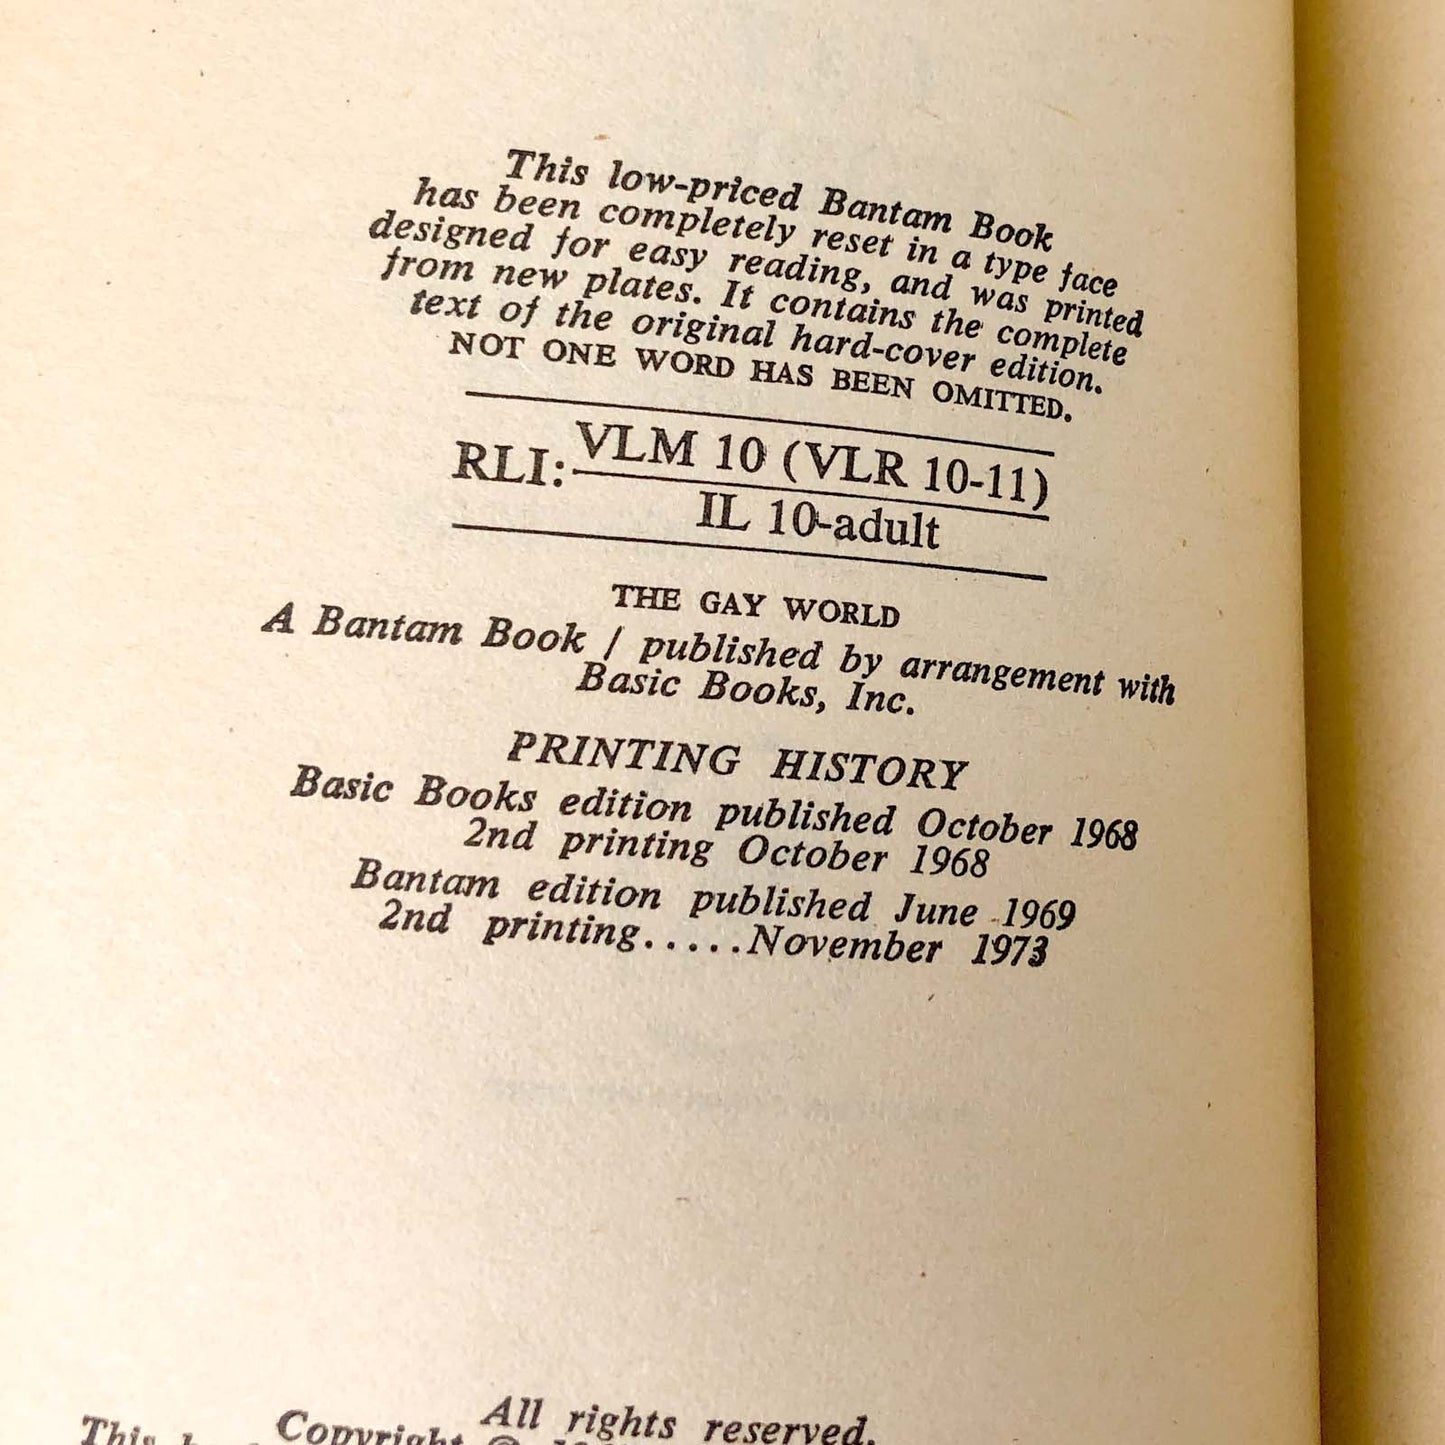 This low-priced Bantam Book
has been completely reset in a type face
designed for easy reading, and was printed
from new plates. It contains the complete
text of the original hard-cover edition.
NOT ONE WORD HAS BEEN OMITTED.
RLI: VLM 10 (VLR 10-11)
IL 10-adult
THE GAY WORLD
A Bantam Book / published by arrangement with
Basic Books, Inc.
PRINTING HISTORY
Basic Books edition published October 1968
2nd printing October 1968
Bantam edition published June 1969
2nd printing.....November 1973
All rights reserved.
Copyright ©
This